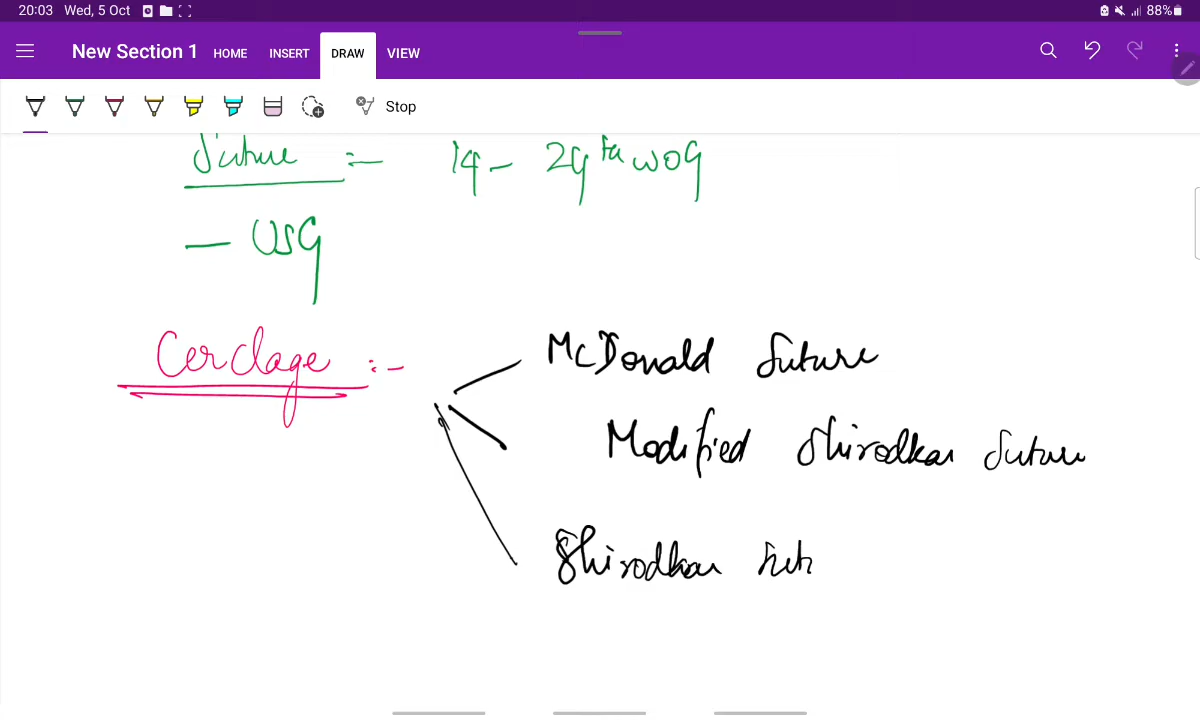 20:03 Wed, 5 Oct 88%
New Section 1 HOME INSERT DRAW VIEW
Stop
Suture :- 14 - 24 WOG
- USG
Cerclage :-
McDonald Suture
Modified Shirodkar Suture
Shirodkar Sut